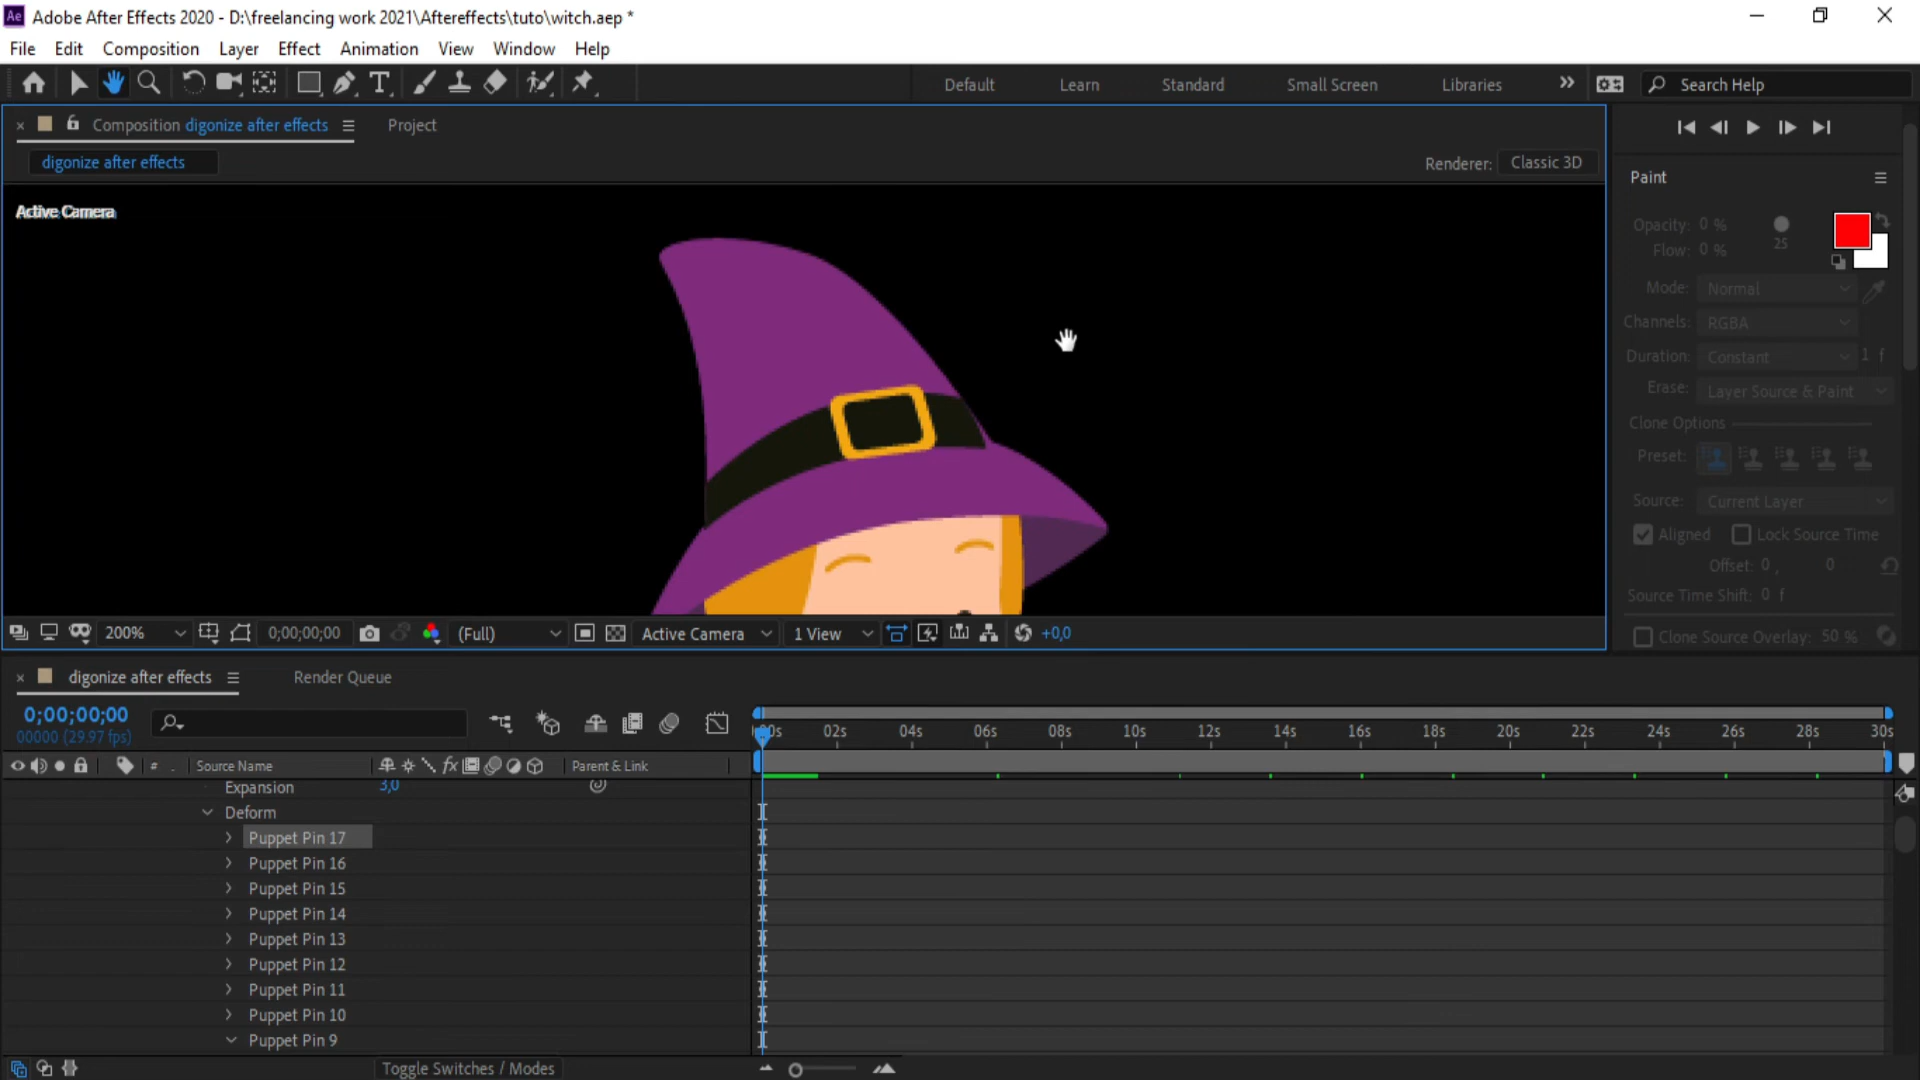 Ae Adobe After Effects 2020 - D:\freelancing work 2021\Aftereffects\tuto\witch.aep *
File Edit Composition Layer Effect Animation View Window Help
Default Learn Standard Small Screen Libraries Search Help
Composition digonize after effects Project
digonize after effects
Renderer: Classic 3D
Active Camera
Paint
Opacity: 0 %
Flow: 0 %
25
Mode: Normal
Channels: RGBA
Duration: Constant 1 f
Erase: Layer Source & Paint
Clone Options
Preset:
Source: Current Layer
Aligned Lock Source Time
Offset: 0 , 0
Source Time Shift: 0 f
Clone Source Overlay: 50 %
200% 0;00;00;00 (Full) Active Camera 1 View +0,0
digonize after effects Render Queue
0;00;00;00
00000 (29.97 fps)
0s 02s 04s 06s 08s 10s 12s 14s 16s 18s 20s 22s 24s 26s 28s 30s
# . Source Name fx Parent & Link
Expansion 3,0
Deform
Puppet Pin 17
Puppet Pin 16
Puppet Pin 15
Puppet Pin 14
Puppet Pin 13
Puppet Pin 12
Puppet Pin 11
Puppet Pin 10
Puppet Pin 9
Toggle Switches / Modes